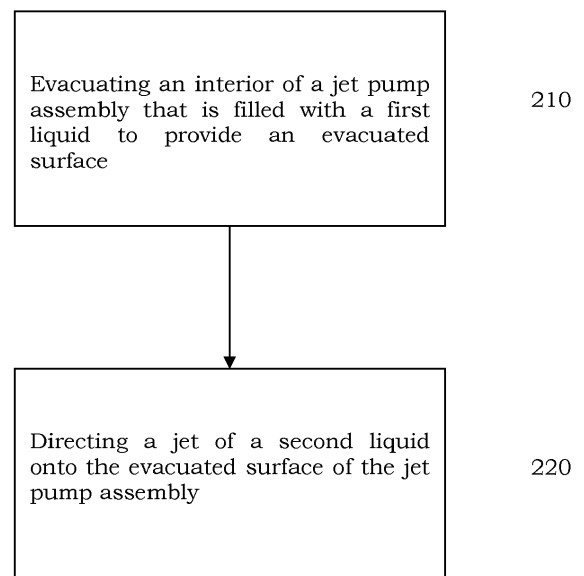 Evacuating an interior of a jet pump
assembly that is filled with a first
liquid to provide an evacuated
surface
210
Directing a jet of a second liquid
onto the evacuated surface of the jet
pump assembly
220